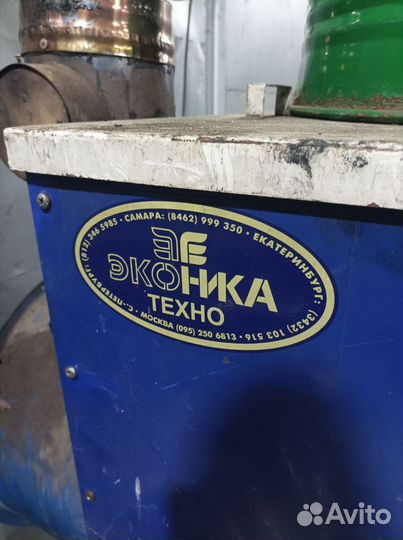 С.-ПЕТЕРБУРГ: (812) 346 5985 · САМАРА: (8462) 999 350 · ЕКАТЕРИНБУРГ: (3432) 103 516 · МОСКВА (095) 250 6813 ·
ЭКОНИКА
ТЕХНО
Avito